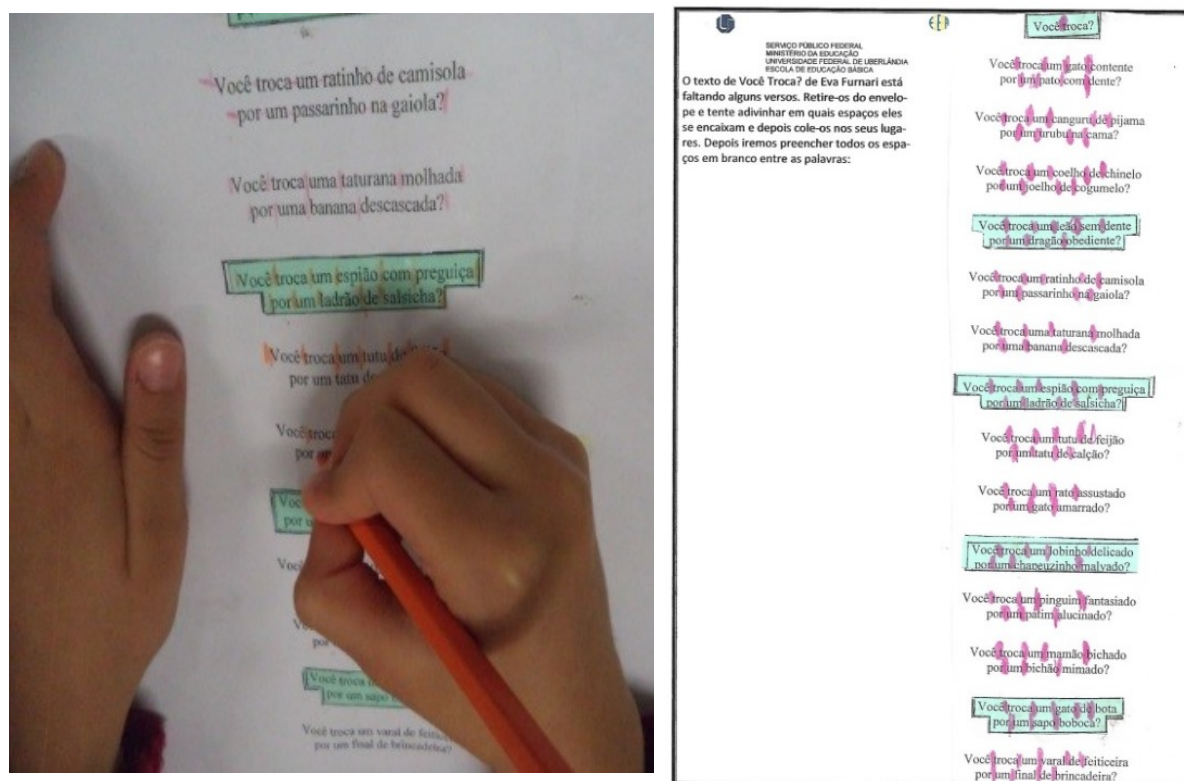 Você troca um ratinho de camisola
por um passarinho na gaiola?
Você troca uma taturana molhada
por uma banana descascada?
Você troca um espião com preguiça
por um ladrão de salsicha?
Você troca um tutu de
por um tatu de
Você troca
por
Você troca
por um sapo
Você troca um varal de
por um final de brincadeira?
SERVIÇO PÚBLICO FEDERAL
MINISTÉRIO DA EDUCAÇÃO
UNIVERSIDADE FEDERAL DE UBERLÂNDIA
ESCOLA DE EDUCAÇÃO BÁSICA
O texto de Você Troca? de Eva Furnari está
faltando alguns versos. Retire-os do envelo-
pe e tente adivinhar em quais espaços eles
se encaixam e depois cole-os nos seus luga-
res. Depois iremos preencher todos os espa-
ços em branco entre as palavras:
Você troca?
Você troca um gato contente
por um pato com dente?
Você troca um canguru de pijama
por um urubu na cama?
Você troca um coelho de chinelo
por um joelho de cogumelo?
Você troca um leão sem dente
por um dragão obediente?
Você troca um ratinho de camisola
por um passarinho na gaiola?
Você troca uma taturana molhada
por uma banana descascada?
Você troca um espião com preguiça
por um ladrão de salsicha?
Você troca um tutu de feijão
por um tatu de calção?
Você troca um rato assustado
por um gato amarrado?
Você troca um lobinho delicado
por um chapeuzinho malvado?
Você troca um pinguim fantasiado
por um patim alucinado?
Você troca um mamão bichado
por um bichão mimado?
Você troca um gato de bota
por um sapo boboca?
Você troca um varal de feiticeira
por um final de brincadeira?